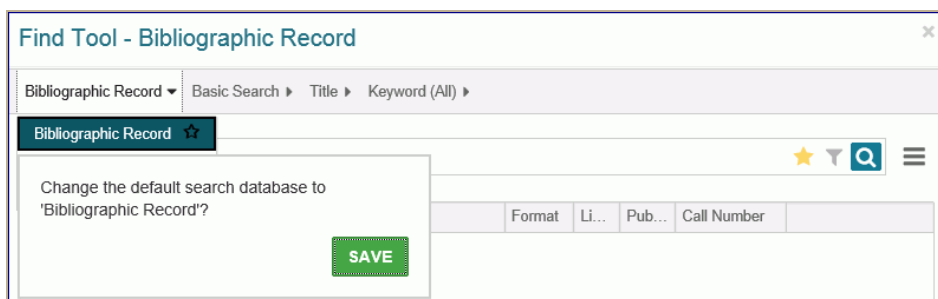 Find Tool - Bibliographic Record
Bibliographic Record Basic Search Title Keyword (All)
Bibliographic Record
Change the default search database to
'Bibliographic Record'?
SAVE
Format Li... Pub... Call Number